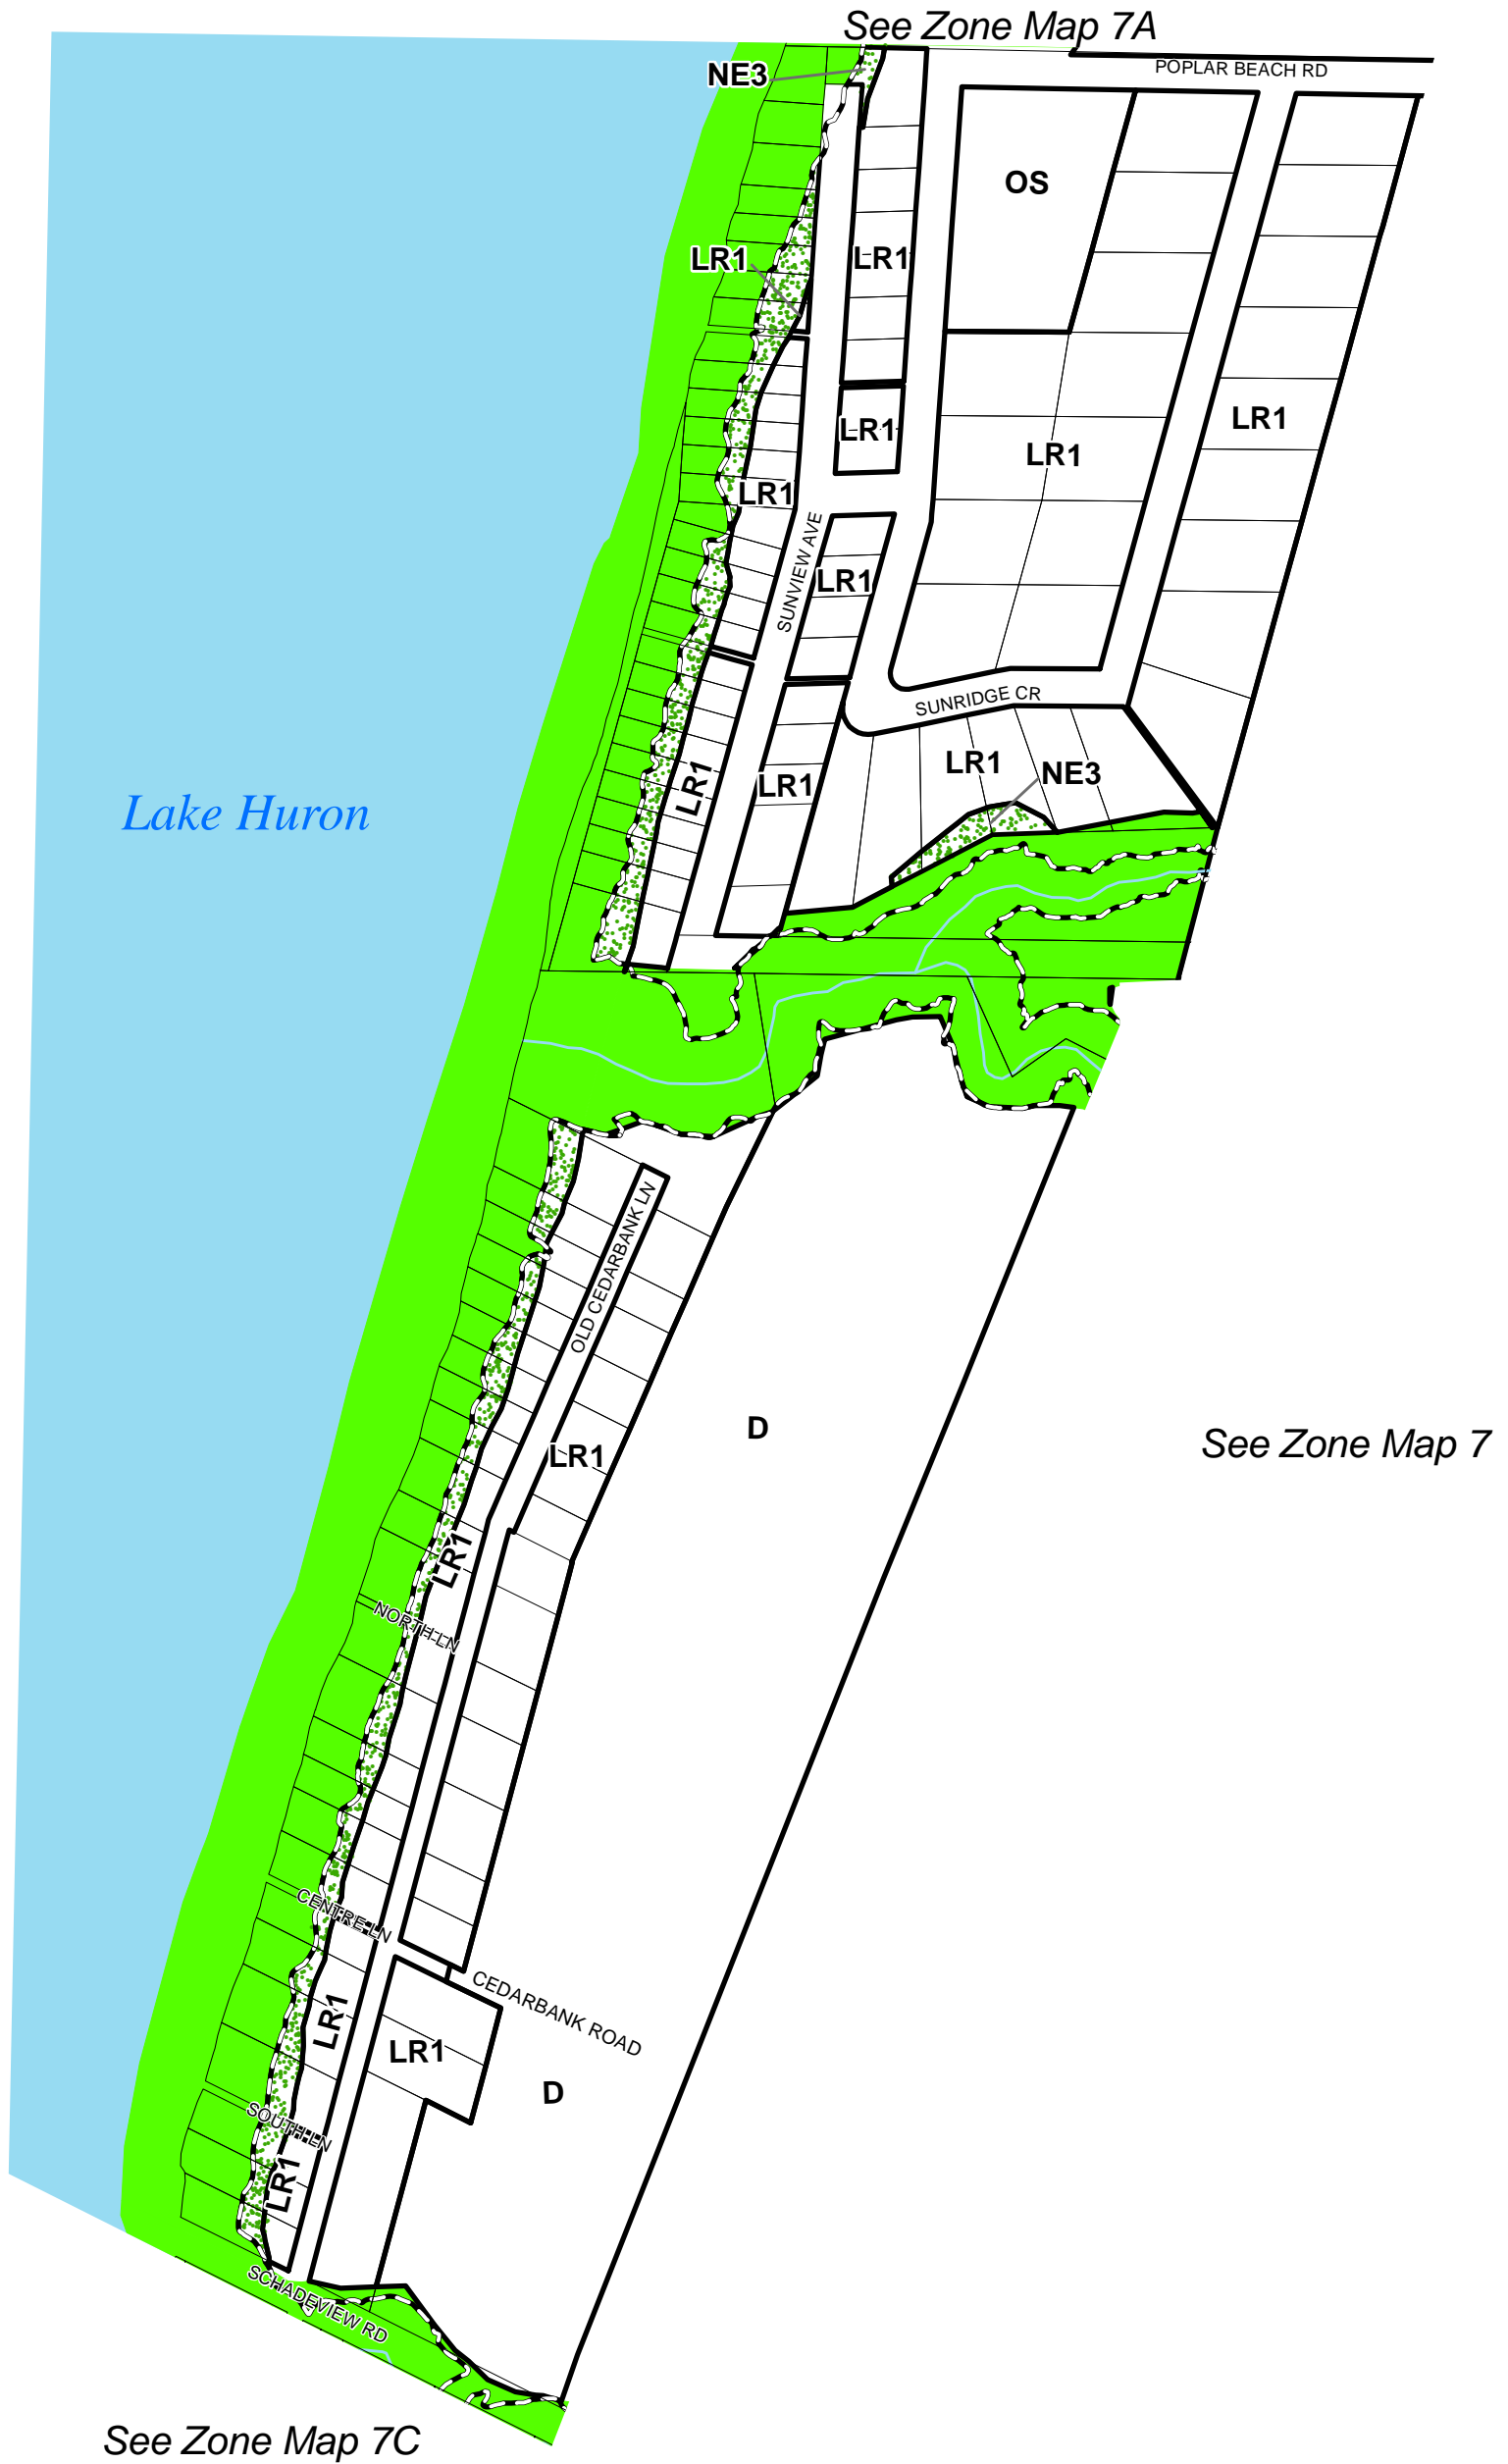 See Zone Map 7A
POPLAR BEACH RD
NE3
OS
LR1
LR1
LR1
LR1
LR1
LR1
SUNVIEW AVE
LR1
SUNRIDGE CR
LR1
NE3
LR1
LR1
Lake Huron
OLD CEDARBANK LN
D
See Zone Map 7
LR1
LR1
NORTH LN
CENTRE LN
CEDARBANK ROAD
LR1
LR1
D
SOUTH LN
LR1
SCHADEVIEW RD
See Zone Map 7C